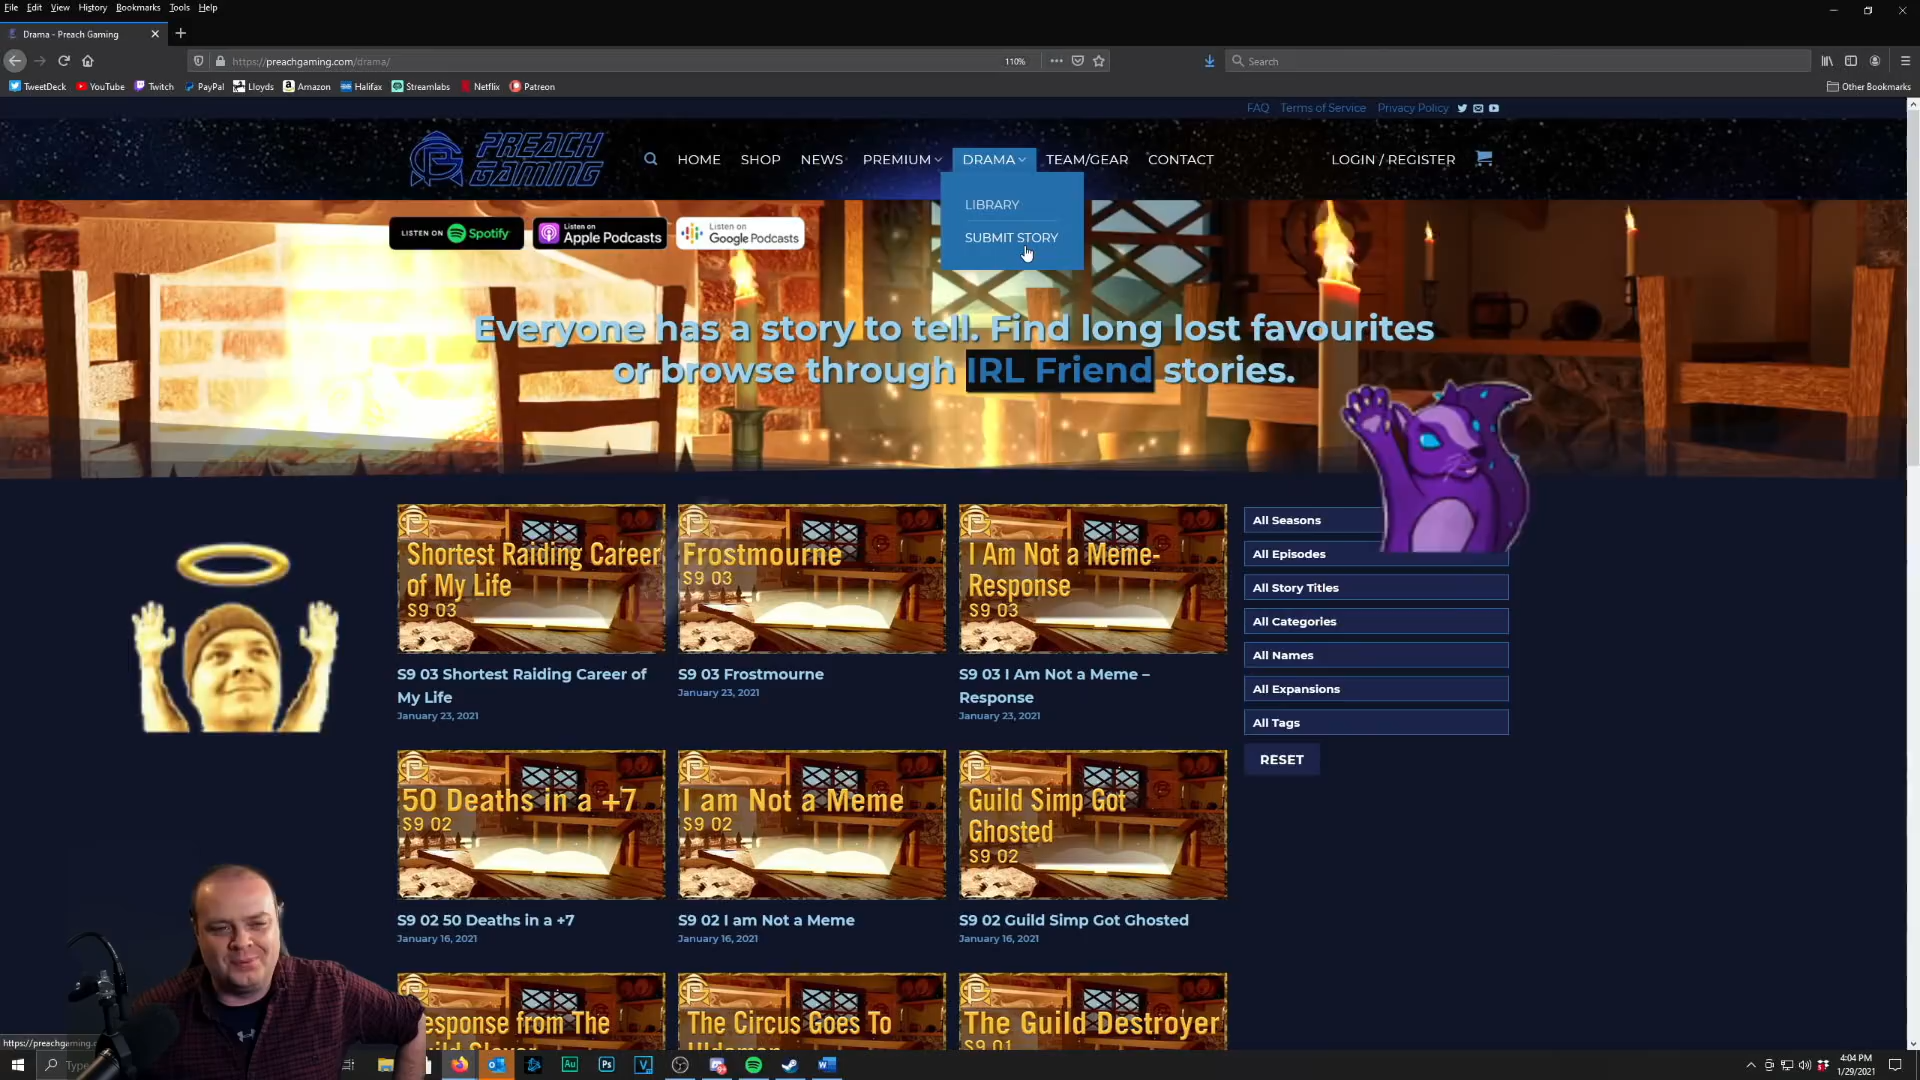 File Edit View History Bookmarks Tools Help
Drama - Preach Gaming
https://preachgaming.com/drama/
110%
Search
TweetDeck YouTube Twitch PayPal Lloyds Amazon Halifax Streamlabs Netflix Patreon
Other Bookmarks
FAQ Terms of Service Privacy Policy
PREACH
GAMING
HOME SHOP NEWS PREMIUM DRAMA TEAM/GEAR CONTACT
LOGIN / REGISTER
LIBRARY
SUBMIT STORY
LISTEN ON Spotify
Listen on
Apple Podcasts
Listen on
Google Podcasts
Everyone has a story to tell. Find long lost favourites
or browse through IRL Friend stories.
Shortest Raiding Career
of My Life
S9 03
Frostmourne
S9 03
I Am Not a Meme-
Response
S9 03
S9 03 Shortest Raiding Career of
My Life
January 23, 2021
S9 03 Frostmourne
January 23, 2021
S9 03 I Am Not a Meme –
Response
January 23, 2021
All Seasons
All Episodes
All Story Titles
All Categories
All Names
All Expansions
All Tags
RESET
50 Deaths in a +7
S9 02
I am Not a Meme
S9 02
Guild Simp Got
Ghosted
S9 02
S9 02 50 Deaths in a +7
January 16, 2021
S9 02 I am Not a Meme
January 16, 2021
S9 02 Guild Simp Got Ghosted
January 16, 2021
esponse from The
The Circus Goes To
The Guild Destroyer
S9 01
https://preachgaming.c
Type
Au
Ps
4:04 PM
1/29/2021